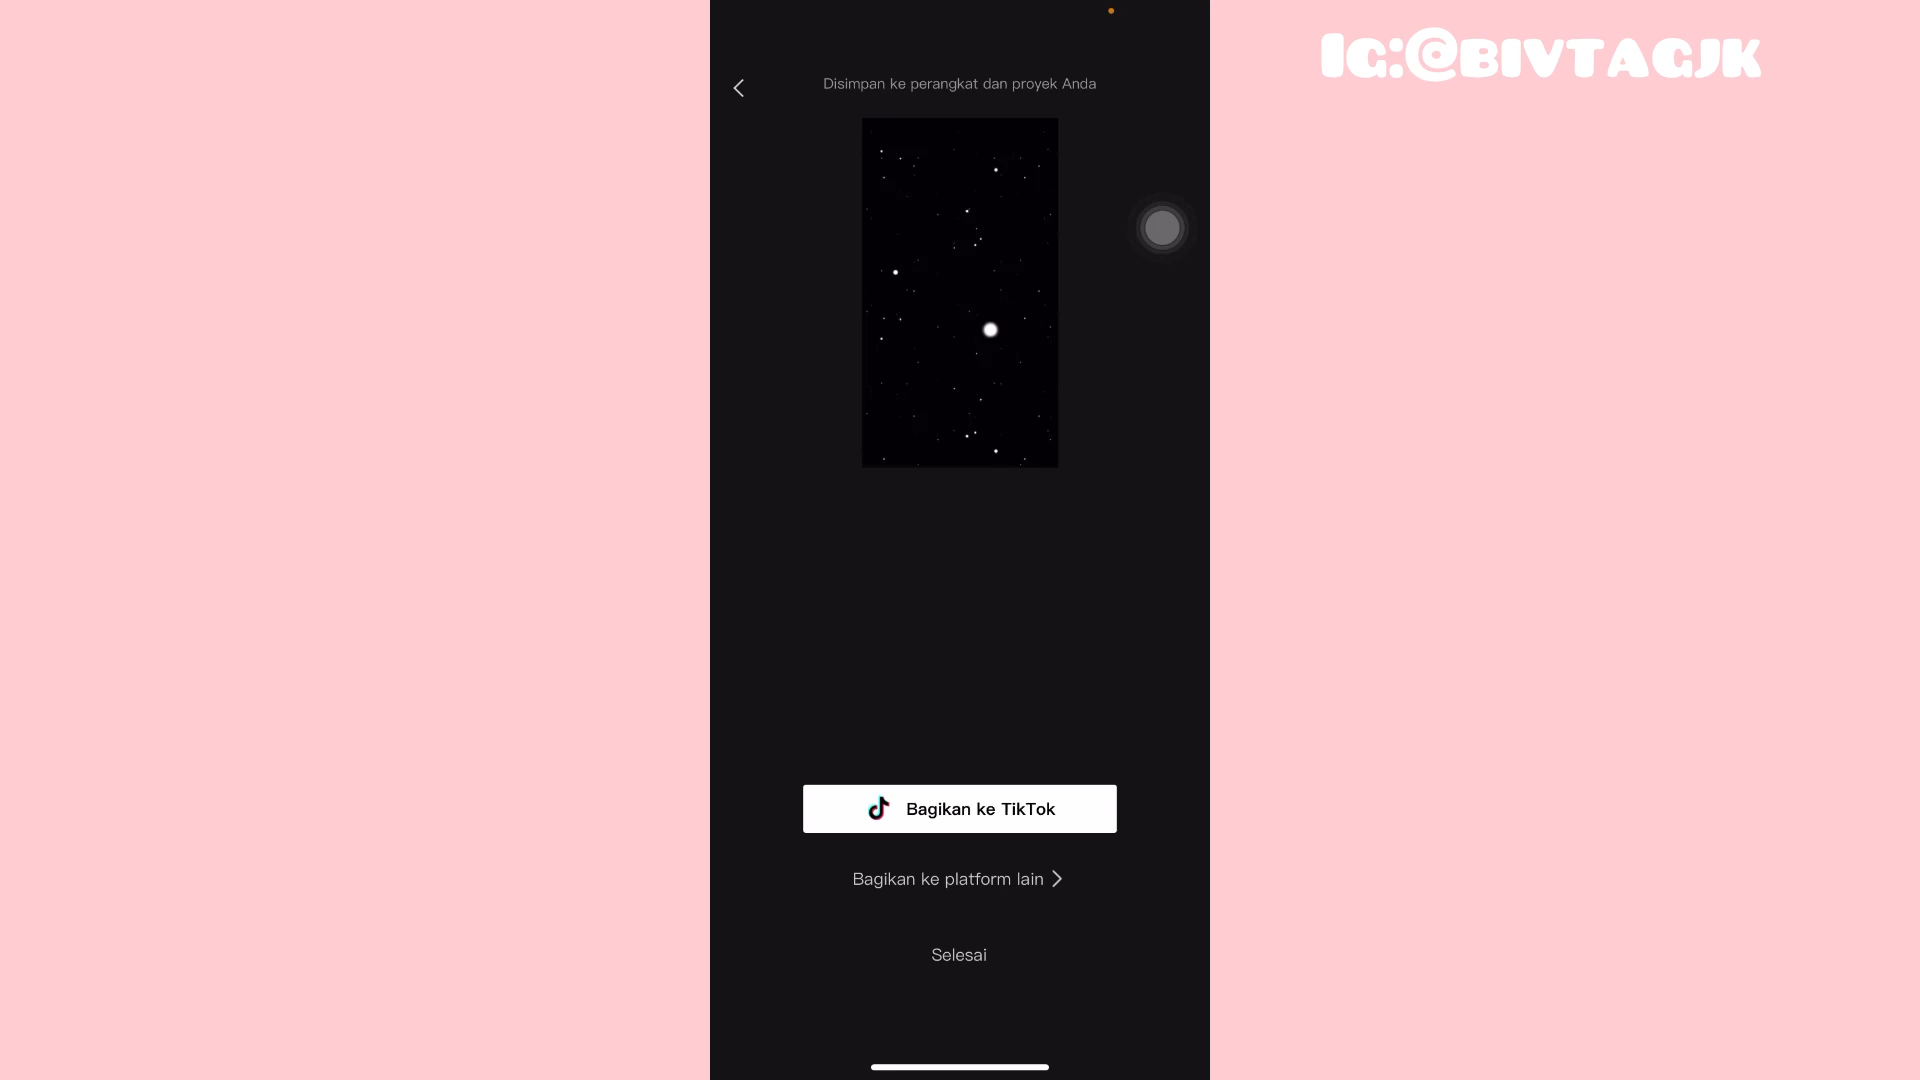 IG:@BIVTAGJK
Disimpan ke perangkat dan proyek Anda
Bagikan ke TikTok
Bagikan ke platform lain
Selesai